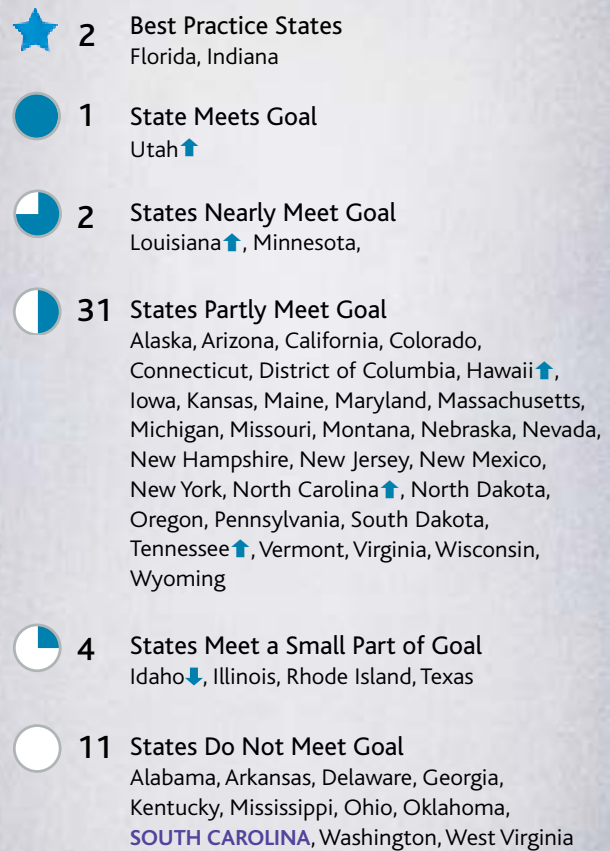 2 Best Practice States
Florida, Indiana
1 State Meets Goal
Utah⬆
2 States Nearly Meet Goal
Louisiana⬆, Minnesota,
31 States Partly Meet Goal
Alaska, Arizona, California, Colorado,
Connecticut, District of Columbia, Hawaii⬆,
Iowa, Kansas, Maine, Maryland, Massachusetts,
Michigan, Missouri, Montana, Nebraska, Nevada,
New Hampshire, New Jersey, New Mexico,
New York, North Carolina⬆, North Dakota,
Oregon, Pennsylvania, South Dakota,
Tennessee⬆, Vermont, Virginia, Wisconsin,
Wyoming
4 States Meet a Small Part of Goal
Idaho⬇, Illinois, Rhode Island, Texas
11 States Do Not Meet Goal
Alabama, Arkansas, Delaware, Georgia,
Kentucky, Mississippi, Ohio, Oklahoma,
SOUTH CAROLINA, Washington, West Virginia